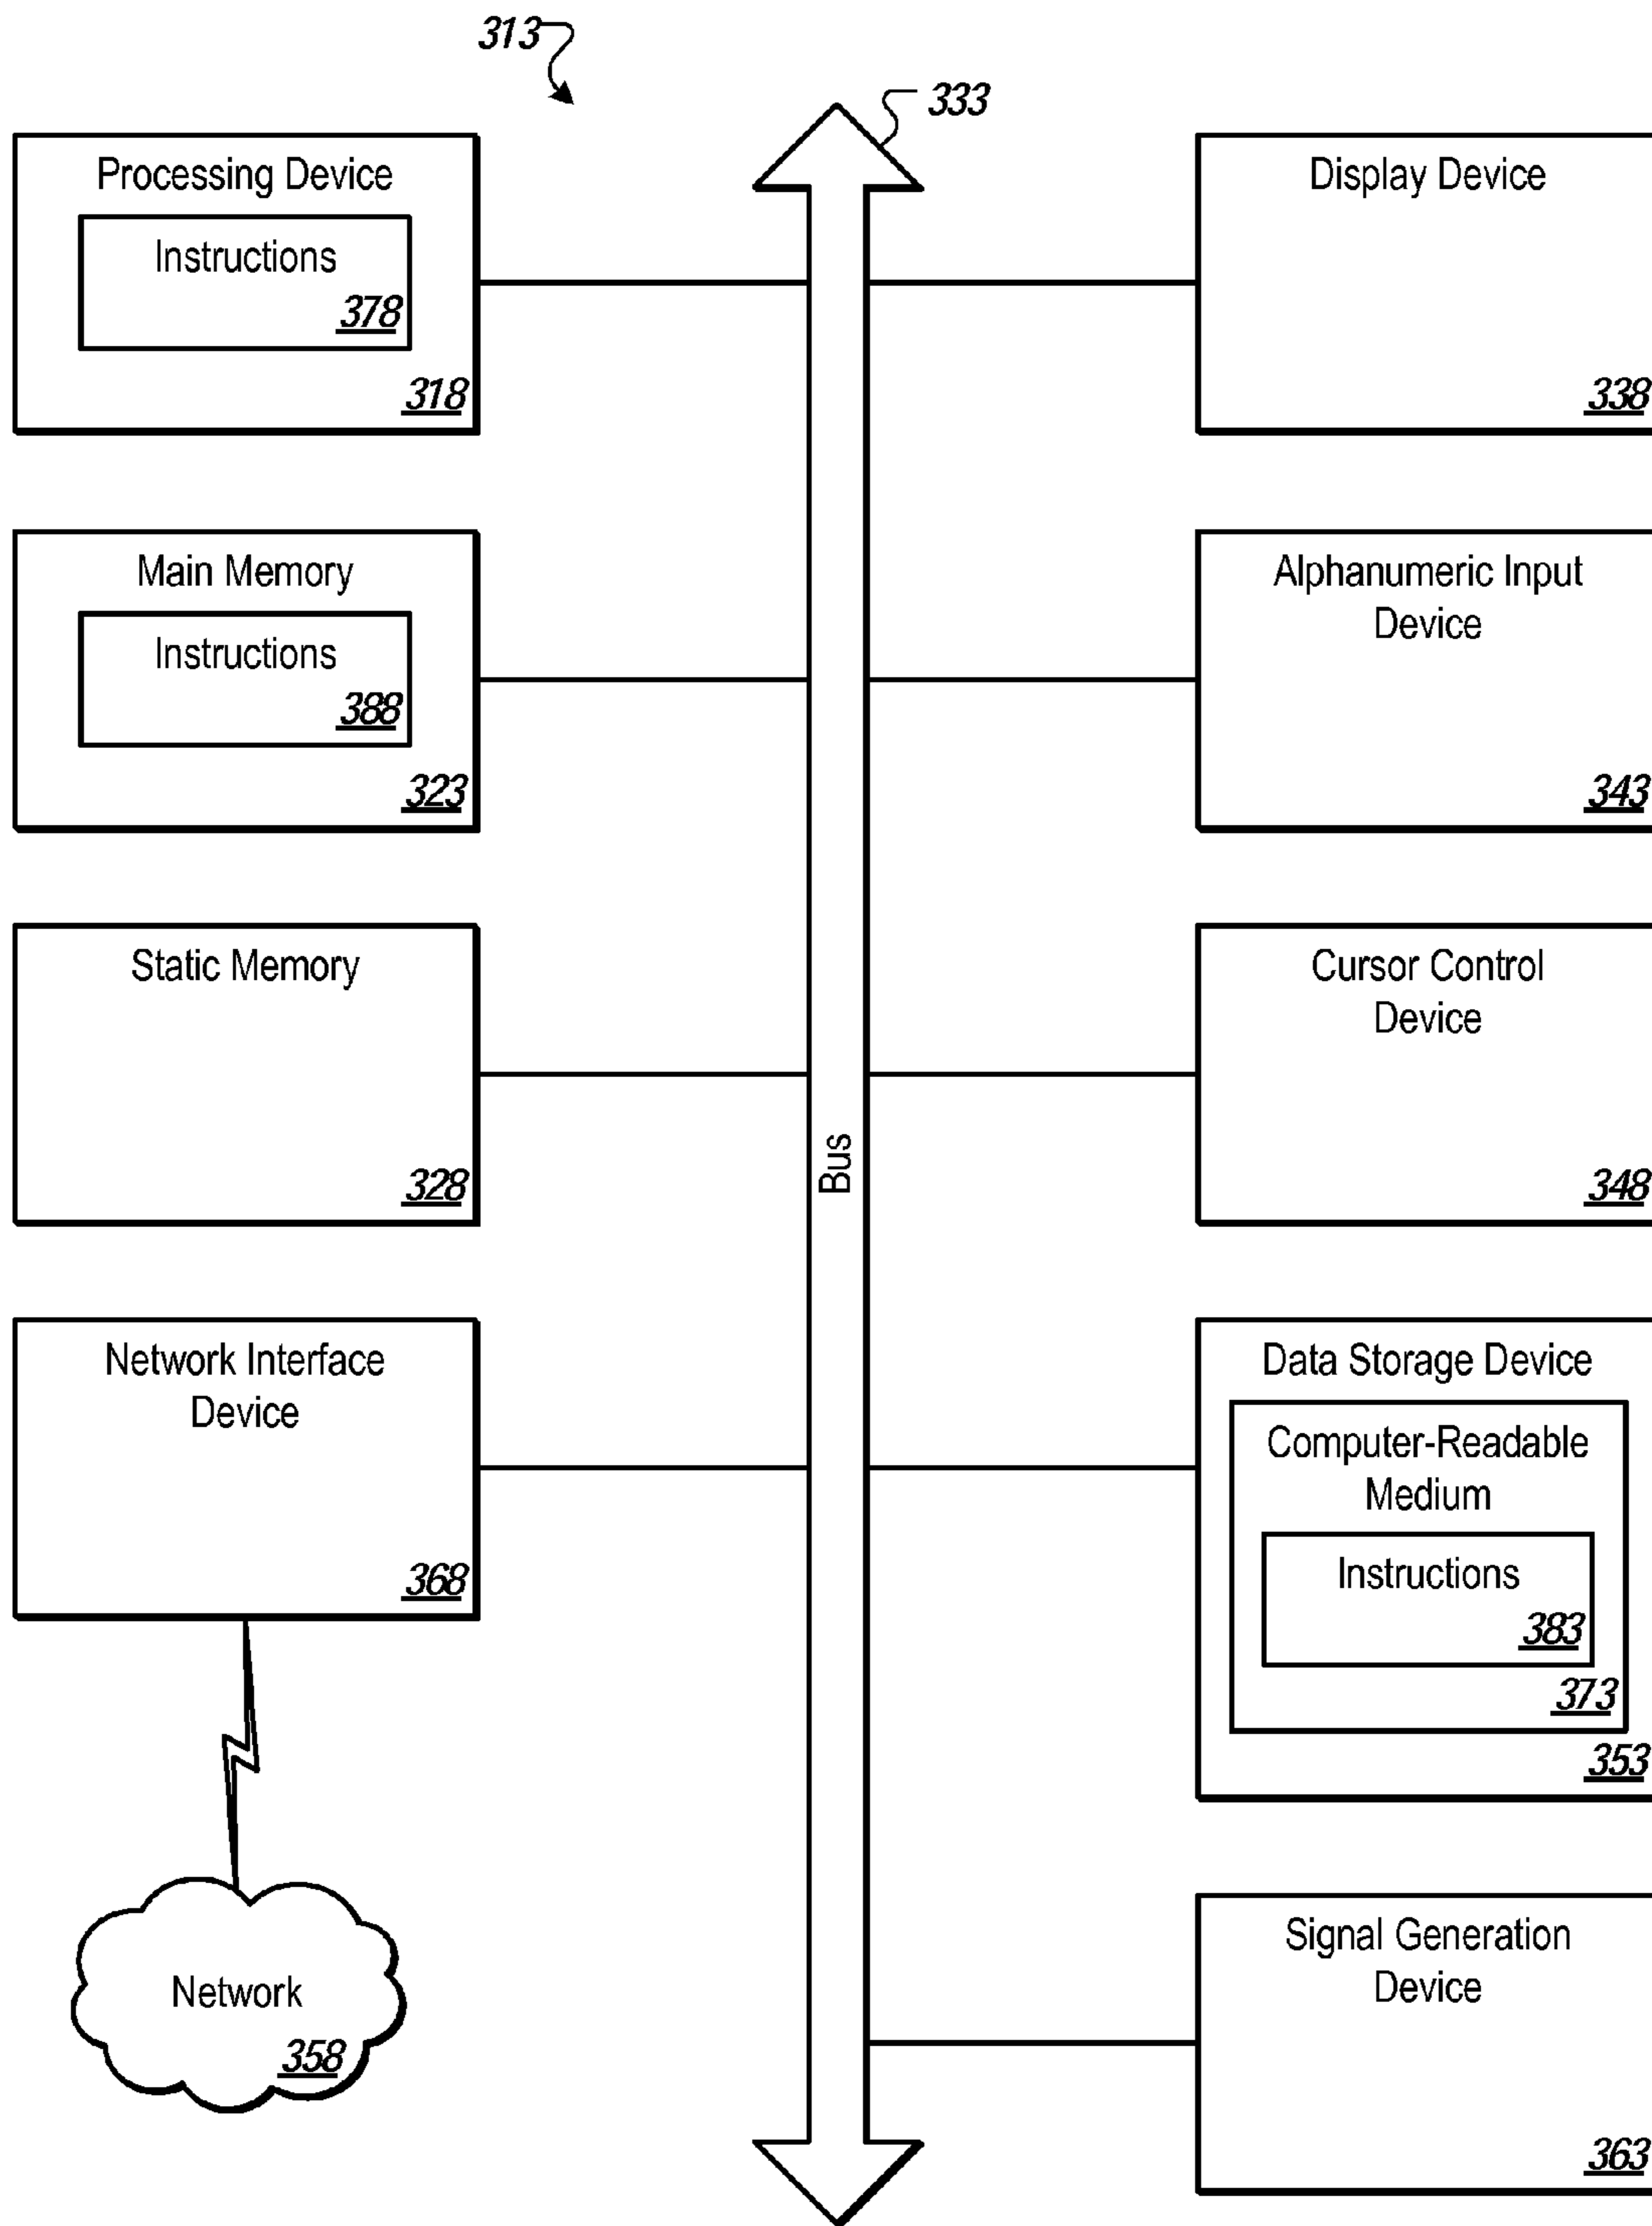 313
333
Processing Device
Instructions
378
318
Main Memory
Instructions
388
323
Static Memory
328
Network Interface
Device
368
Network
358
Bus
Display Device
338
Alphanumeric Input
Device
343
Cursor Control
Device
348
Data Storage Device
Computer-Readable
Medium
Instructions
383
373
353
Signal Generation
Device
363